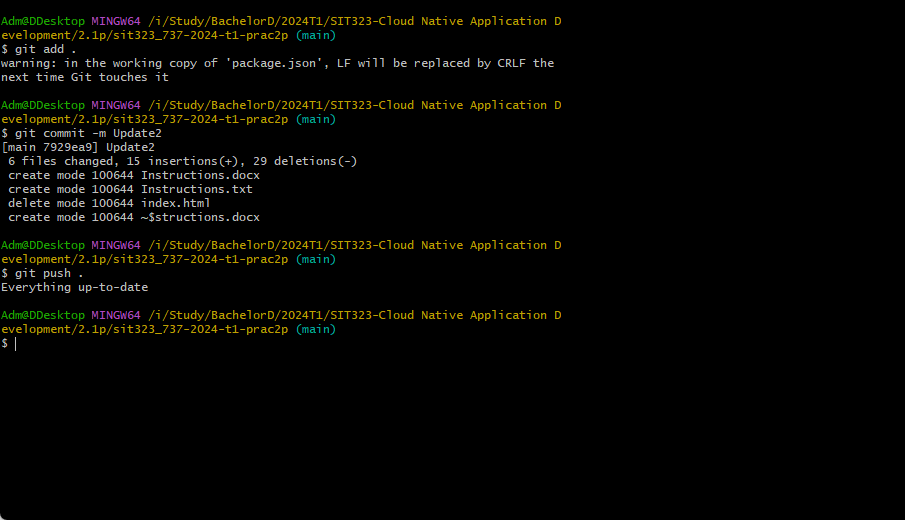 Adm@DDesktop MINGW64 /i/Study/BachelorD/2024T1/SIT323-Cloud Native Application D
evelopment/2.1p/sit323_737-2024-t1-prac2p (main)
$ git add .
warning: in the working copy of 'package.json', LF will be replaced by CRLF the
next time Git touches it
Adm@DDesktop MINGW64 /i/Study/BachelorD/2024T1/SIT323-Cloud Native Application D
evelopment/2.1p/sit323_737-2024-t1-prac2p (main)
$ git commit -m Update2
[main 7929ea9] Update2
 6 files changed, 15 insertions(+), 29 deletions(-)
 create mode 100644 Instructions.docx
 create mode 100644 Instructions.txt
 delete mode 100644 index.html
 create mode 100644 ~$structions.docx
Adm@DDesktop MINGW64 /i/Study/BachelorD/2024T1/SIT323-Cloud Native Application D
evelopment/2.1p/sit323_737-2024-t1-prac2p (main)
$ git push .
Everything up-to-date
Adm@DDesktop MINGW64 /i/Study/BachelorD/2024T1/SIT323-Cloud Native Application D
evelopment/2.1p/sit323_737-2024-t1-prac2p (main)
$